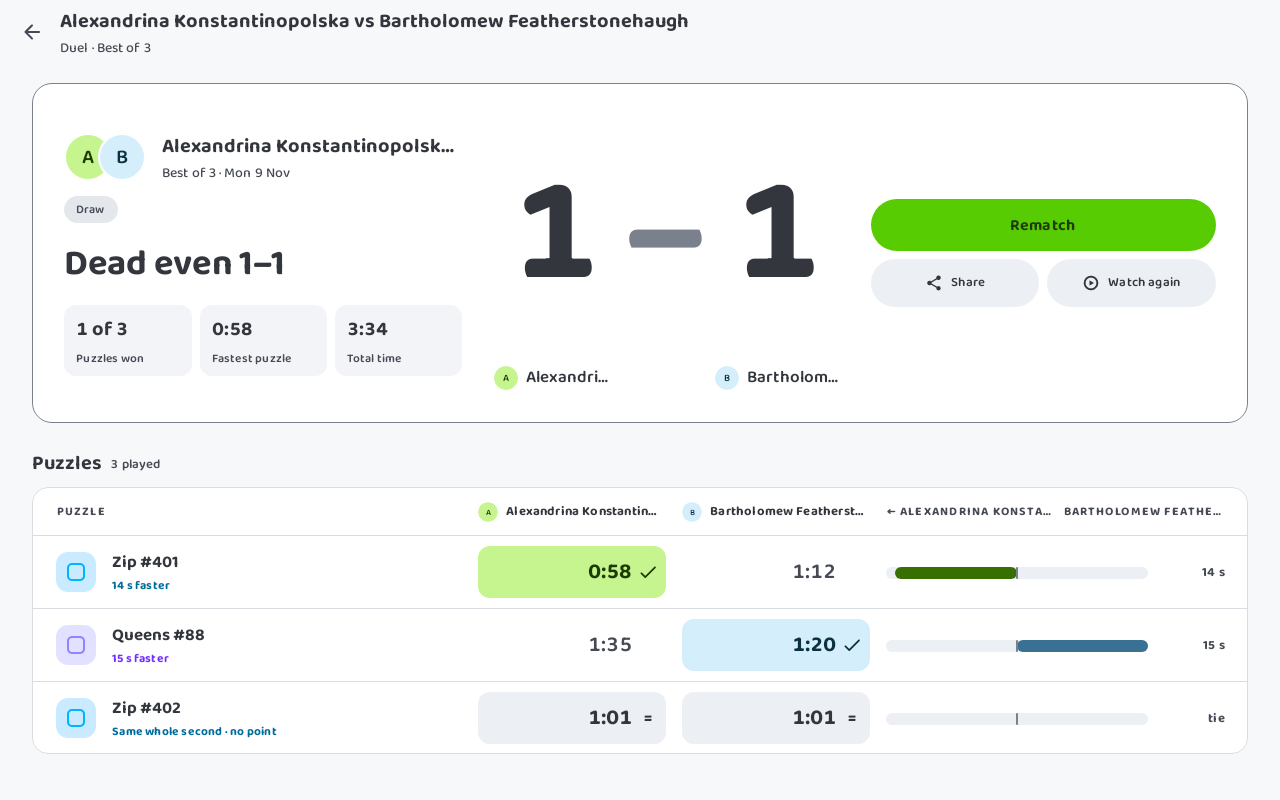 Alexandrina Konstantinopolska vs Bartholomew Featherstonehaugh
Duel · Best of 3
A B
Alexandrina Konstantinopolsk…
Best of 3 · Mon 9 Nov
Draw
Dead even 1–1
1 of 3
Puzzles won
0:58
Fastest puzzle
3:34
Total time
1 – 1
A Alexandri…
B Bartholom…
Rematch
Share
Watch again
Puzzles 3 played
PUZZLE
A Alexandrina Konstantin…
B Bartholomew Featherst…
← ALEXANDRINA KONSTA…
BARTHOLOMEW FEATHE…
Zip #401
14 s faster
0:58
1:12
14 s
Queens #88
15 s faster
1:35
1:20
15 s
Zip #402
Same whole second · no point
1:01 =
1:01 =
tie